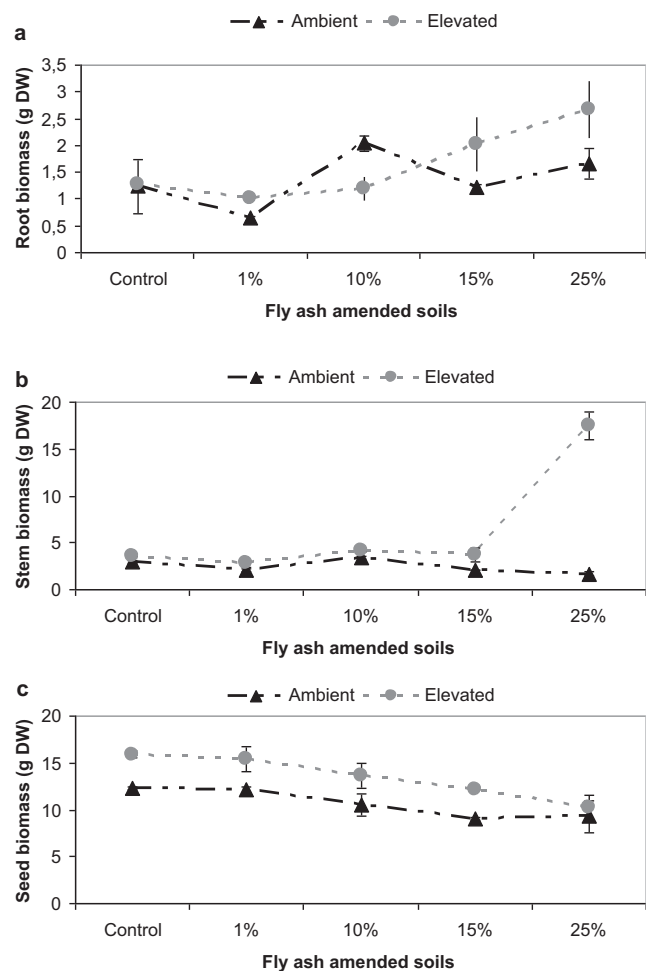 Ambient Elevated
a
3,5
3
2,5
2
1,5
1
0,5
0
Root biomass (g DW)
Control 1% 10% 15% 25%
Fly ash amended soils
Ambient Elevated
b
20
15
10
5
0
Stem biomass (g DW)
Control 1% 10% 15% 25%
Fly ash amended soils
Ambient Elevated
c
20
15
10
5
0
Seed biomass (g DW)
Control 1% 10% 15% 25%
Fly ash amended soils